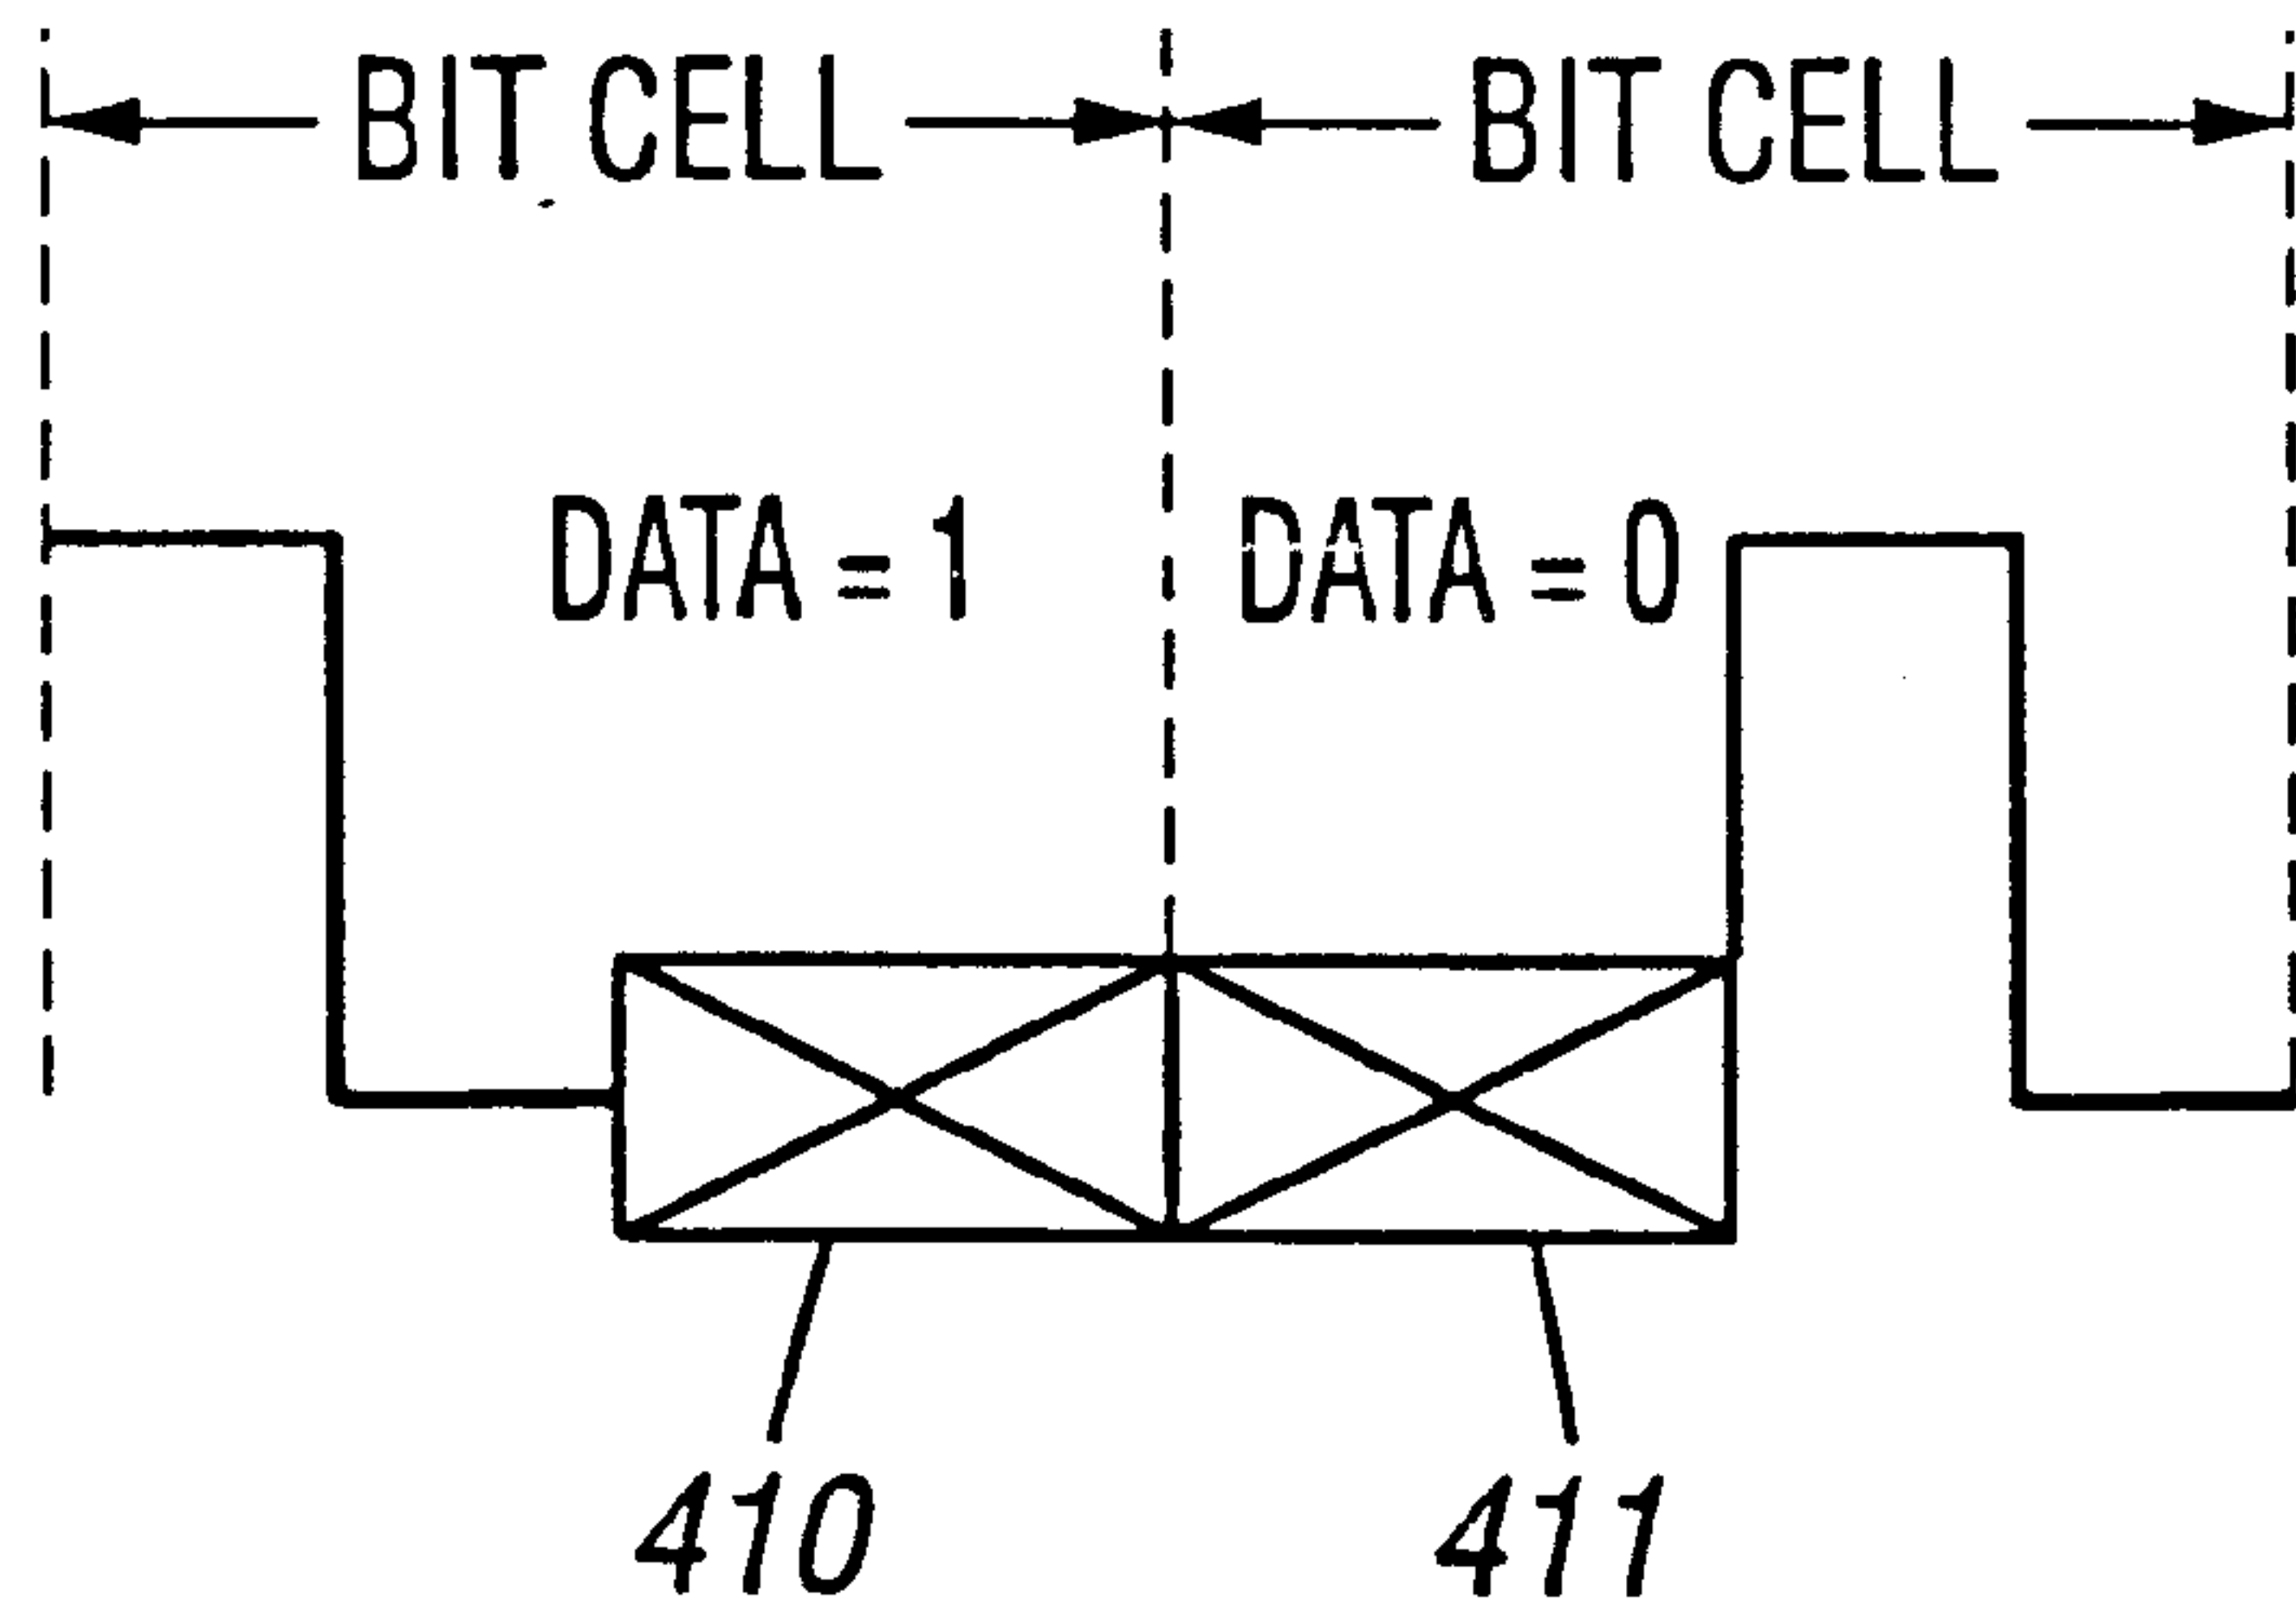 BIT CELL BIT CELL
DATA = 1 DATA = 0
410 411